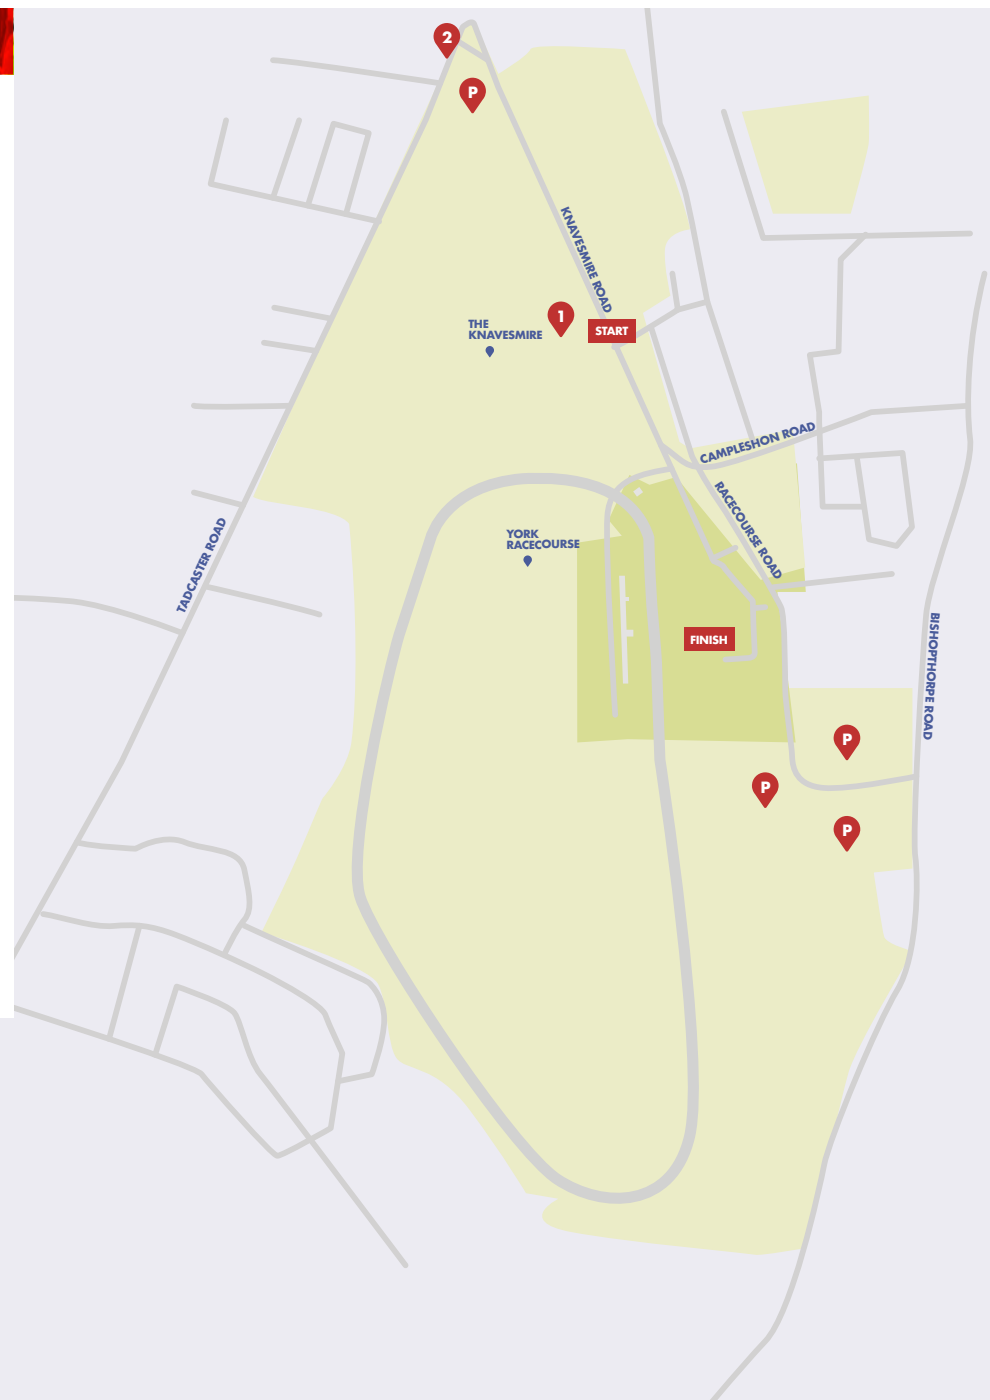 2
P
KNAVESMIRE ROAD
1
START
THE
KNAVESMIRE
CAMPLESHON ROAD
RACECOURSE ROAD
TADCASTER ROAD
YORK
RACECOURSE
FINISH
BISHOPTHORPE ROAD
P
P
P